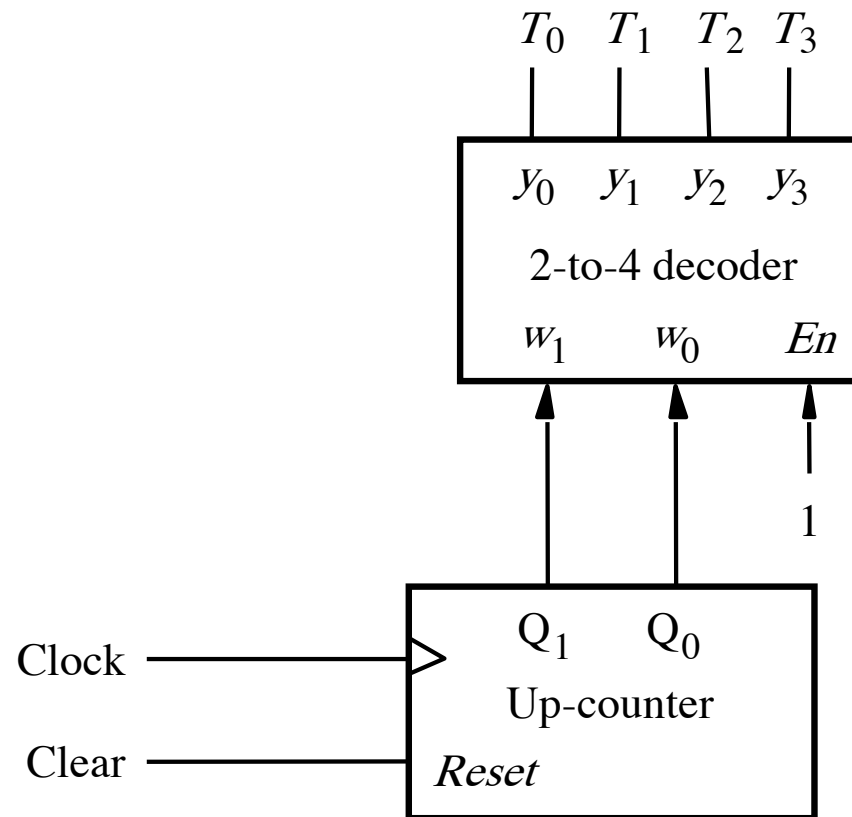 T0 T1 T2 T3
y0 y1 y2 y3
2-to-4 decoder
w1 w0 En
1
Q1 Q0
Clock
Up-counter
Clear
Reset